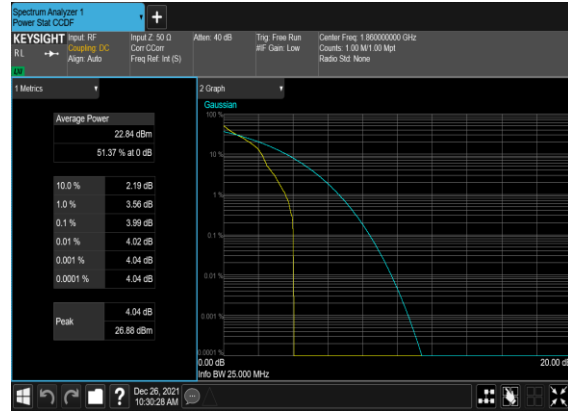 Spectrum Analyzer 1
Power Stat CCDF
KEYSIGHT
RL
Input: RF
Coupling: DC
Align: Auto
Input Z: 50 Ω
Corr CCorr
Freq Ref: Int (S)
Atten: 40 dB
Trig: Free Run
#IF Gain: Low
Center Freq: 1.860000000 GHz
Counts: 1.00 M/1.00 Mpt
Radio Std: None
1 Metrics
Average Power
22.84 dBm
51.37 % at 0 dB
10.0 % 2.19 dB
1.0 % 3.56 dB
0.1 % 3.99 dB
0.01 % 4.02 dB
0.001 % 4.04 dB
0.0001 % 4.04 dB
Peak
4.04 dB
26.88 dBm
2 Graph
Gaussian
100 %
10 %
1 %
0.1 %
0.01 %
0.001 %
0.0001 %
0.00 dB
20.00 dB
Info BW 25.000 MHz
?
Dec 26, 2021
10:30:28 AM